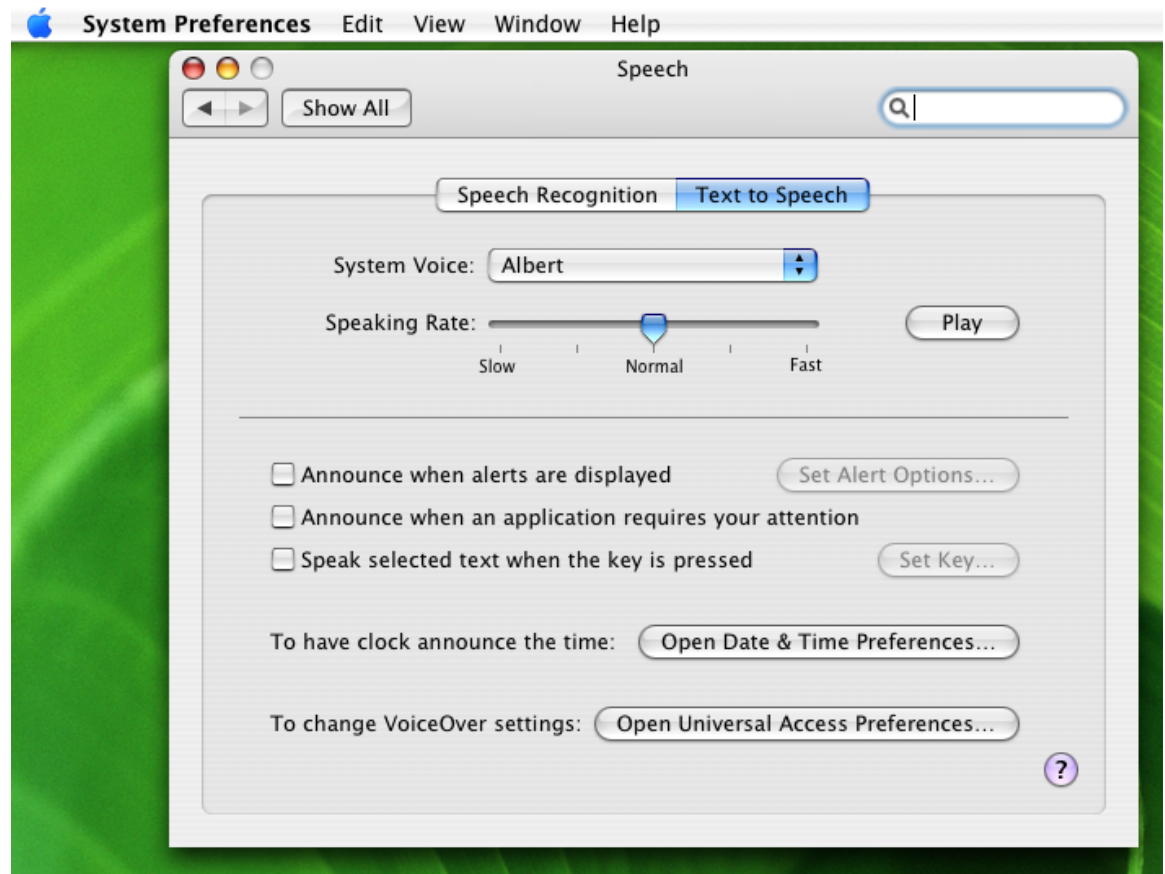 System Preferences Edit View Window Help
Speech
Show All
Speech Recognition Text to Speech
System Voice: Albert
Speaking Rate: Play
Slow Normal Fast
Announce when alerts are displayed Set Alert Options...
Announce when an application requires your attention
Speak selected text when the key is pressed Set Key...
To have clock announce the time: Open Date & Time Preferences...
To change VoiceOver settings: Open Universal Access Preferences...
?